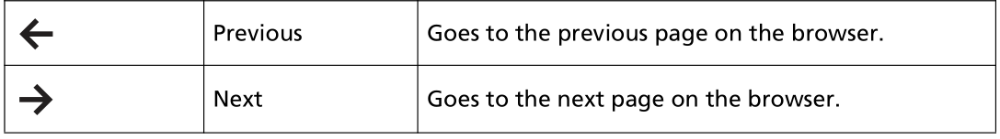 ← Previous Goes to the previous page on the browser.
→ Next Goes to the next page on the browser.